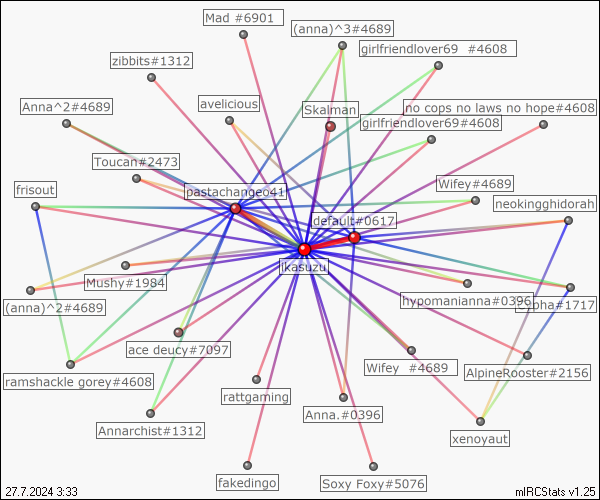 Mad #6901
(anna)^3#4689
girlfriendlover69 #4608
zibbits#1312
Anna^2#4689
avelicious
Skalman
no cops no laws no hope#4608
girlfriendlover69#4608
Toucan#2473
frisout
pastachangeo41
Wifey#4689
neokingghidorah
default#0617
jkasuzu
Mushy#1984
(anna)^2#4689
hypomanianna#0396
#1717
ace deucy#7097
ramshackle gorey#4608
Wifey #4689
AlpineRooster#2156
rattgaming
Anna.#0396
Annarchist#1312
xenoyaut
fakedingo
Soxy Foxy#5076
27.7.2024 3:33
mIRCStats v1.25